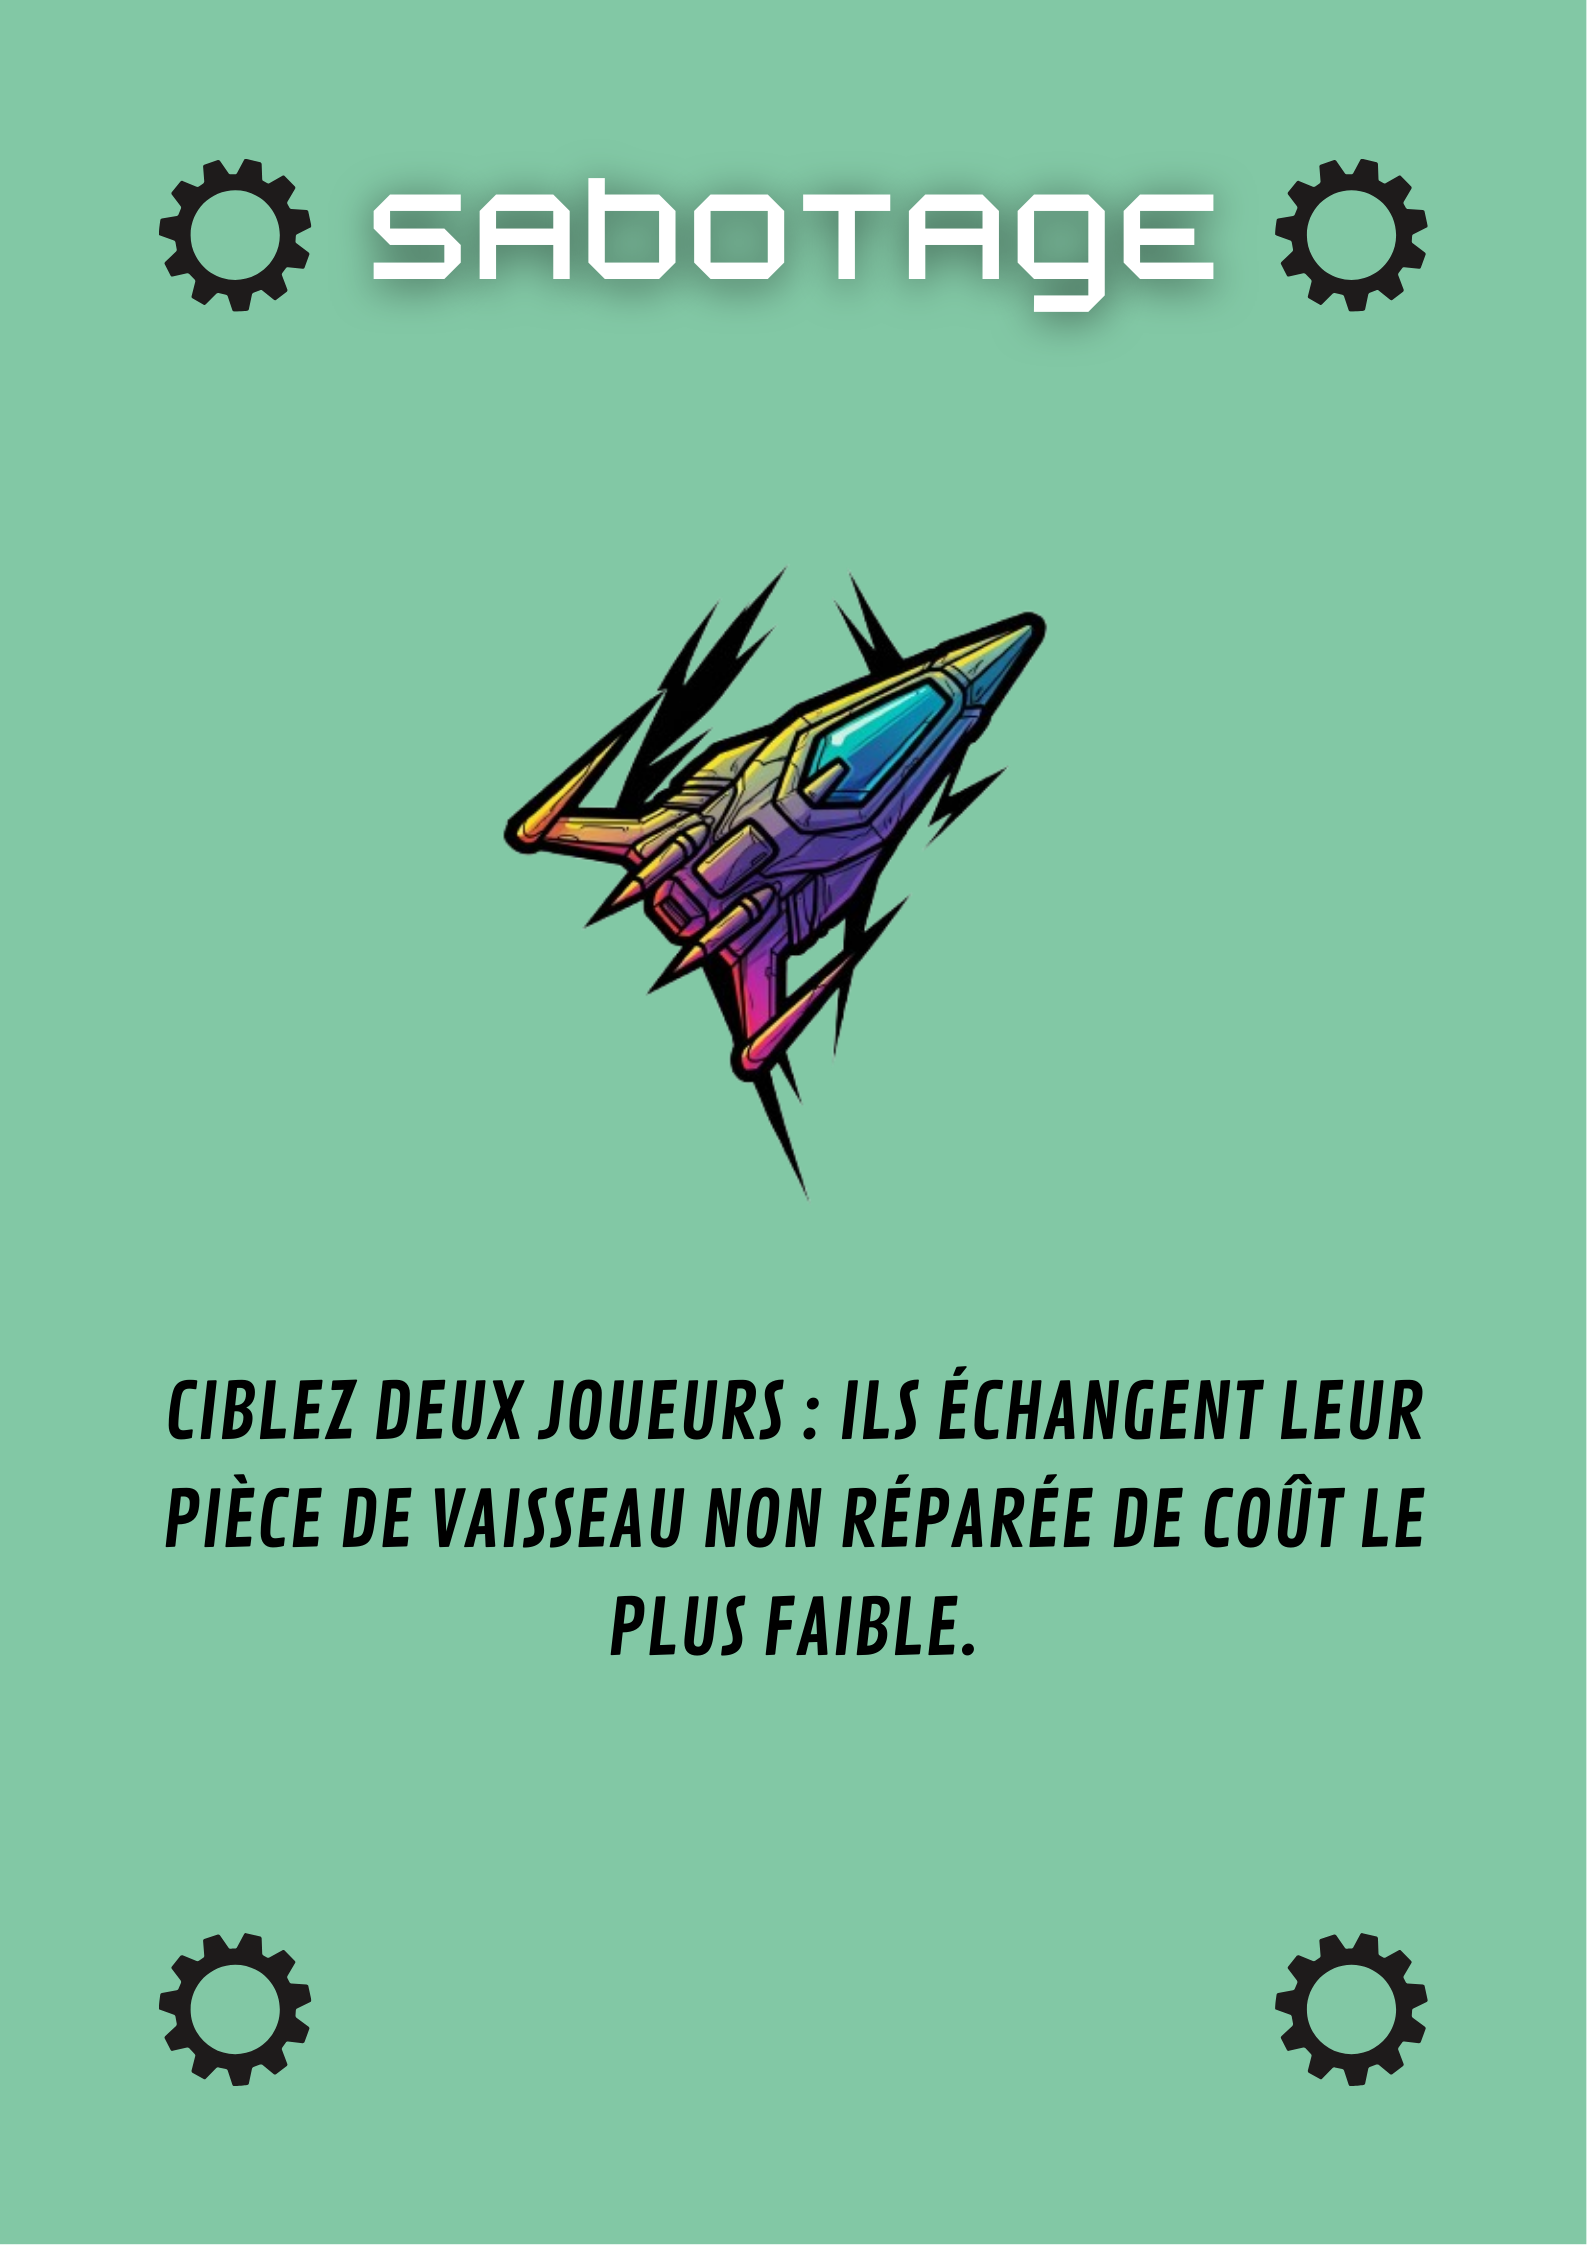 sAboTAgE
CIBLEZ DEUX JOUEURS : ILS ÉCHANGENT LEUR
PIÈCE DE VAISSEAU NON RÉPARÉE DE COÛT LE
PLUS FAIBLE.